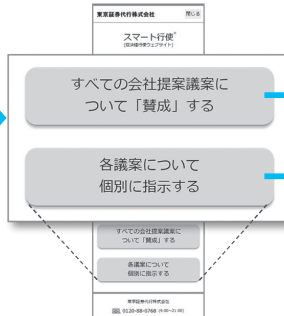 東京証券代行株式会社 閉じる
スマート行使®
[議決権行使ウェブサイト]
すべての会社提案議案に
ついて「賛成」する
各議案について
個別に指示する
すべての会社提案議案に
ついて「賛成」する
各議案について
個別に指示する
東京証券代行株式会社
0120-88-0768 (9:00~21:00)